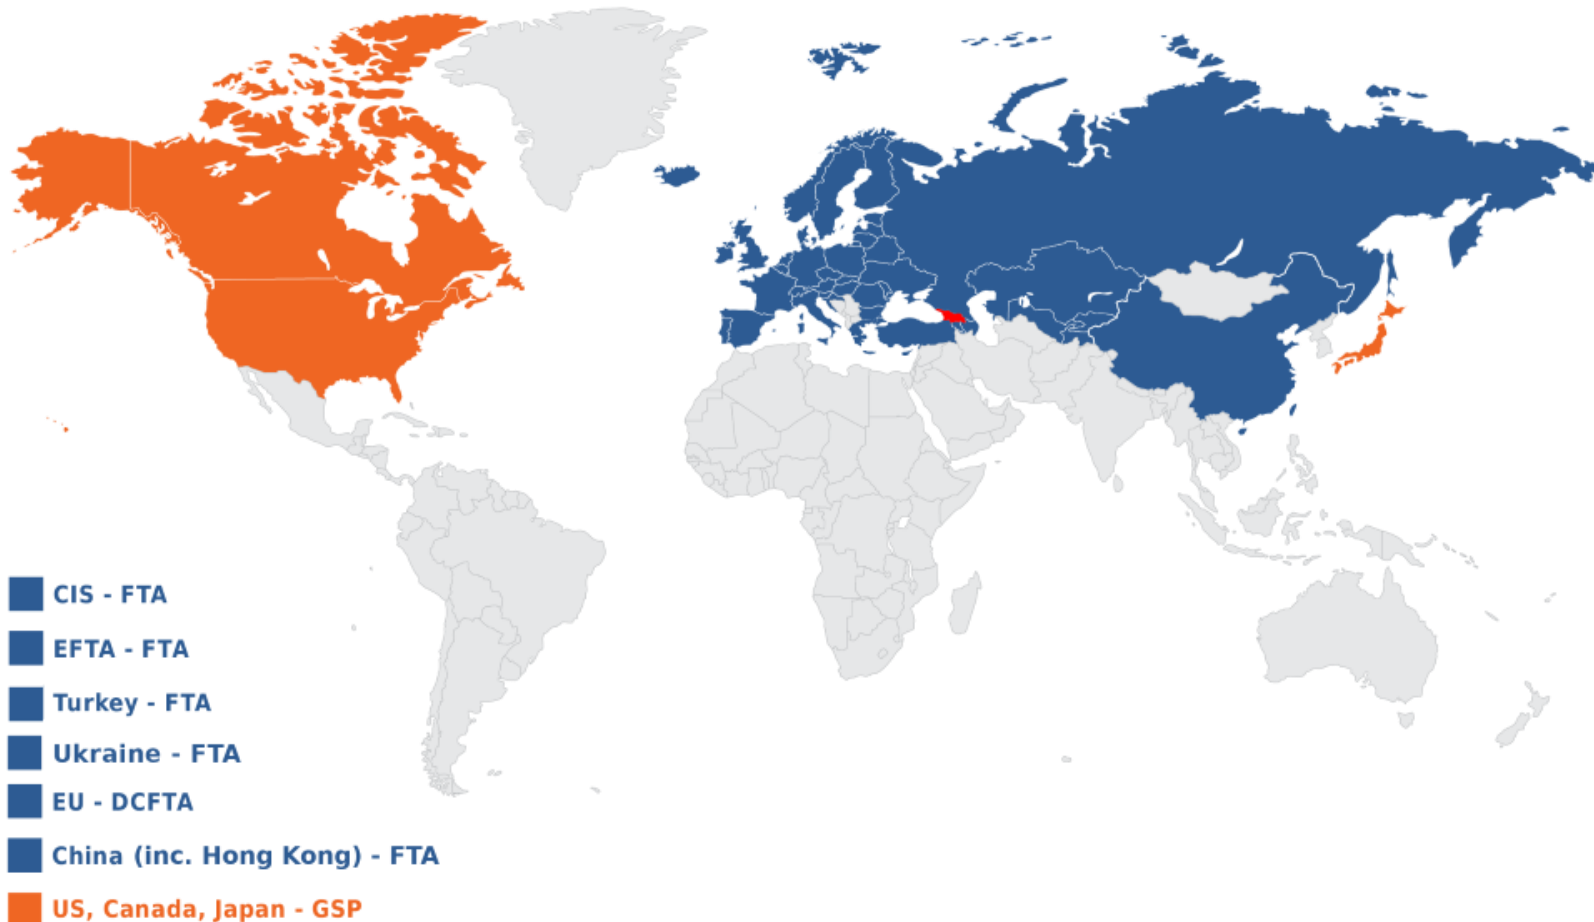 CIS - FTA
EFTA - FTA
Turkey - FTA
Ukraine - FTA
EU - DCFTA
China (inc. Hong Kong) - FTA
US, Canada, Japan - GSP